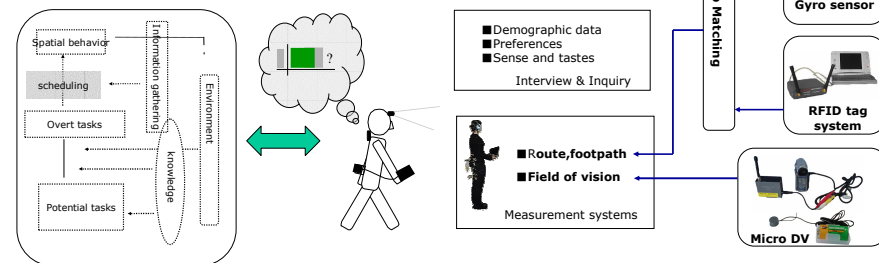 Spatial behavior
scheduling
Overt tasks
Potential tasks
Information gathering
knowledge
Environment
?
■Demographic data
■Preferences
■Sense and tastes
Interview & Inquiry
■Route,footpath
■Field of vision
Measurement systems
Matching
Gyro sensor
RFID tag
system
Micro DV